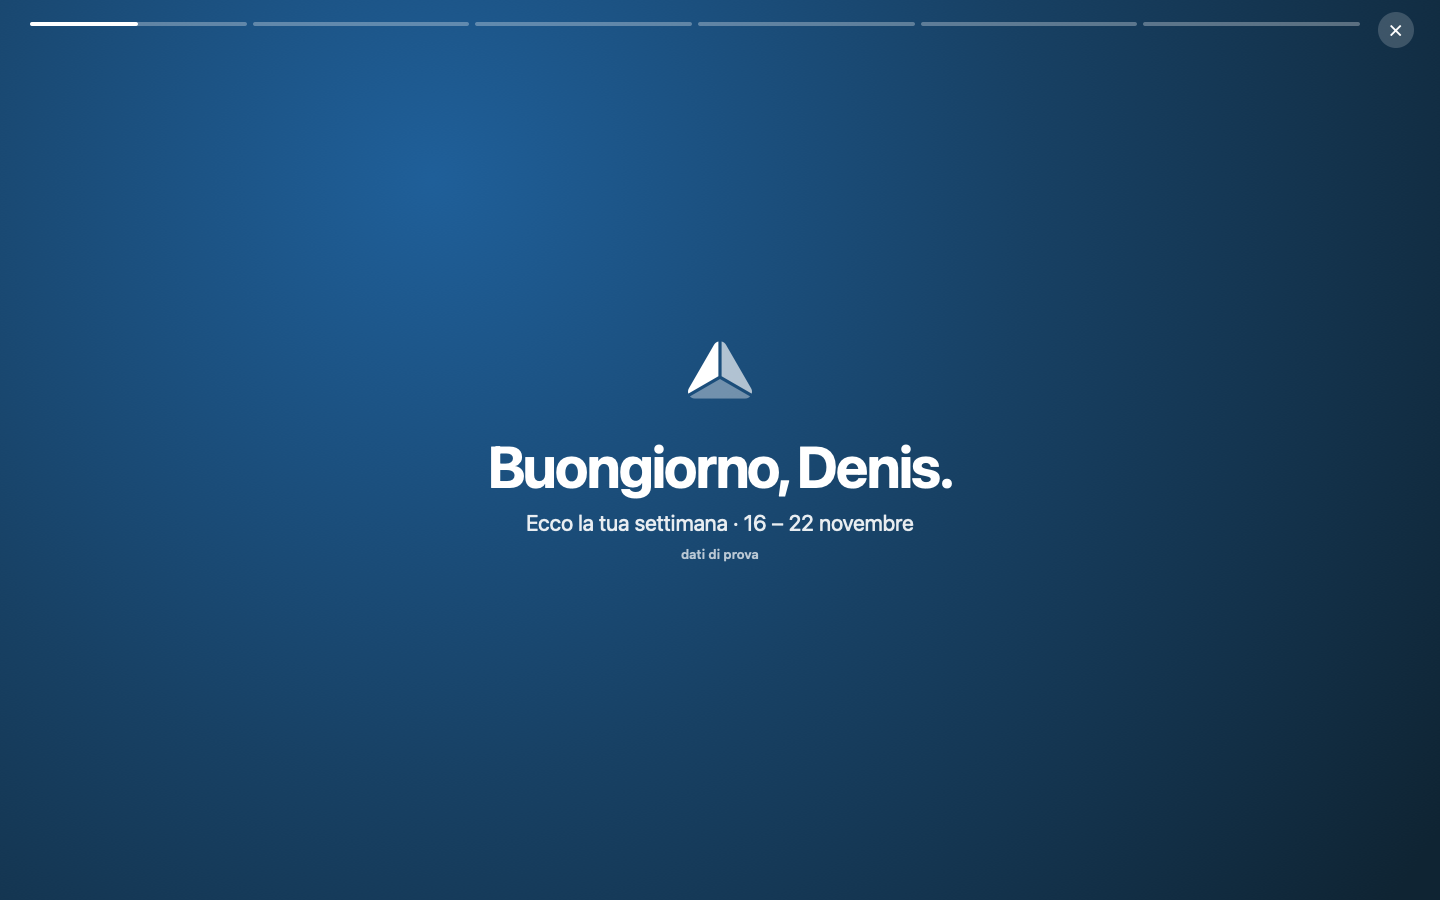 Buongiorno, Denis.
Ecco la tua settimana · 16 – 22 novembre
dati di prova